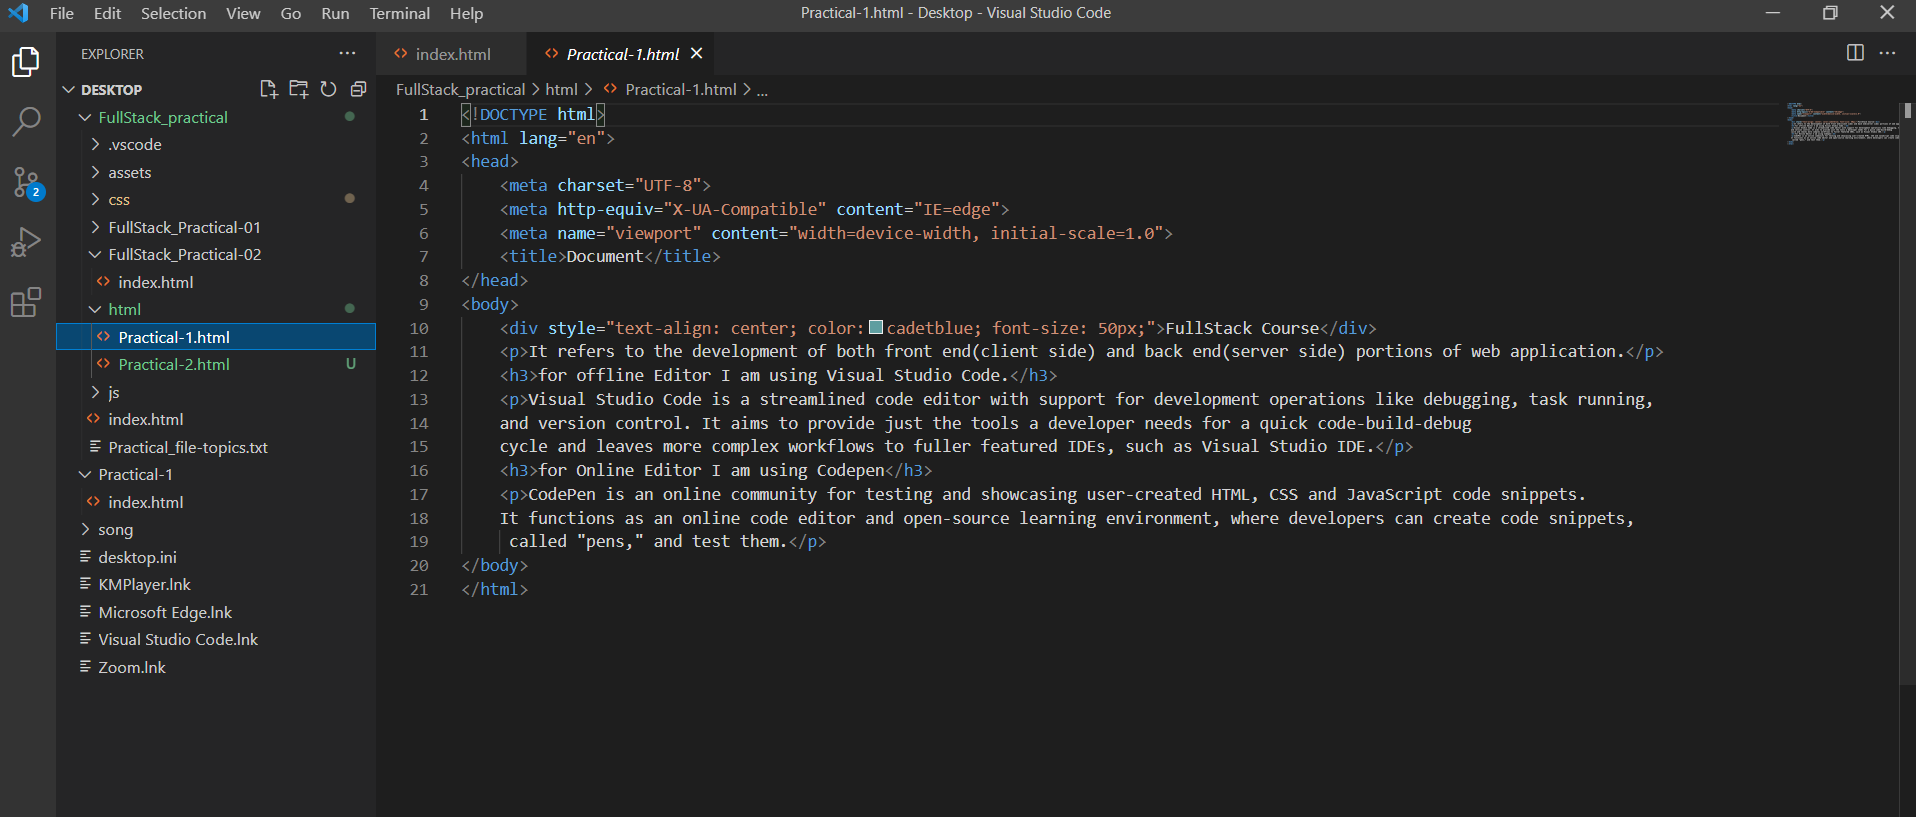 File Edit Selection View Go Run Terminal Help
Practical-1.html - Desktop - Visual Studio Code
EXPLORER
DESKTOP
FullStack_practical
.vscode
assets
css
FullStack_Practical-01
FullStack_Practical-02
index.html
html
Practical-1.html
Practical-2.html U
js
index.html
Practical_file-topics.txt
Practical-1
index.html
song
desktop.ini
KMPlayer.lnk
Microsoft Edge.lnk
Visual Studio Code.lnk
Zoom.lnk
2
index.html
Practical-1.html
FullStack_practical > html > Practical-1.html > ...
1 <!DOCTYPE html>
2 <html lang="en">
3 <head>
4 <meta charset="UTF-8">
5 <meta http-equiv="X-UA-Compatible" content="IE=edge">
6 <meta name="viewport" content="width=device-width, initial-scale=1.0">
7 <title>Document</title>
8 </head>
9 <body>
10 <div style="text-align: center; color: cadetblue; font-size: 50px;">FullStack Course</div>
11 <p>It refers to the development of both front end(client side) and back end(server side) portions of web application.</p>
12 <h3>for offline Editor I am using Visual Studio Code.</h3>
13 <p>Visual Studio Code is a streamlined code editor with support for development operations like debugging, task running,
14 and version control. It aims to provide just the tools a developer needs for a quick code-build-debug
15 cycle and leaves more complex workflows to fuller featured IDEs, such as Visual Studio IDE.</p>
16 <h3>for Online Editor I am using Codepen</h3>
17 <p>CodePen is an online community for testing and showcasing user-created HTML, CSS and JavaScript code snippets.
18 It functions as an online code editor and open-source learning environment, where developers can create code snippets,
19 called "pens," and test them.</p>
20 </body>
21 </html>